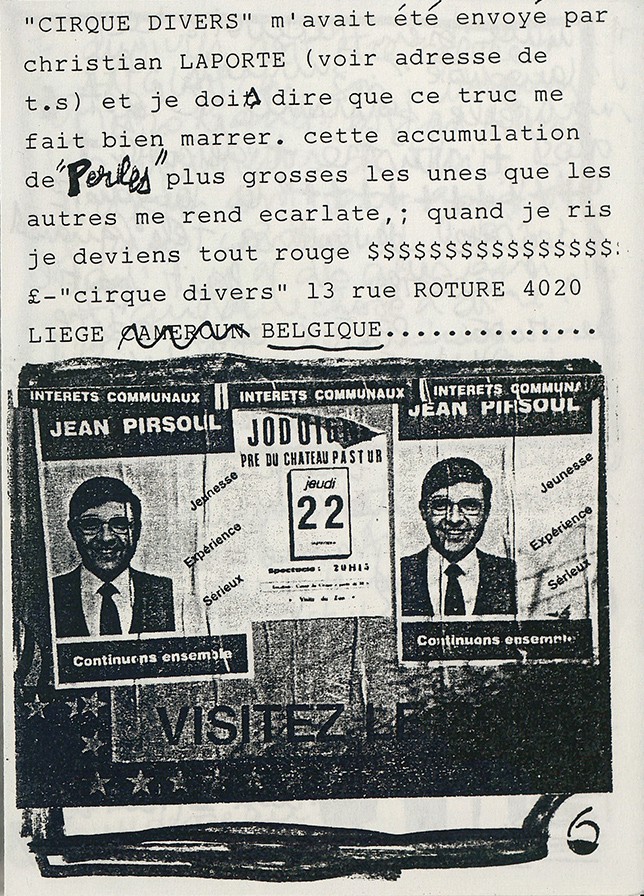 "CIRQUE DIVERS" m'avait été envoyé par
christian LAPORTE (voir adresse de
t.s) et je dois dire que ce truc me
fait bien marrer. cette accumulation
de "Perles" plus grosses les unes que les
autres me rend ecarlate,; quand je ris
je deviens tout rouge $$$$$$$$$$$$$$$$
£-"cirque divers" 13 rue ROTURE 4020
LIEGE CAMEROUN BELGIQUE................
INTERETS COMMUNAUX
JEAN PIRSOUL
Jeunesse
Expérience
Sérieux
Continuons ensemble
INTERETS COMMUNAUX
PRE DU CHATEAU PASTUR
jeudi
22
Spectacle: 20H15
INTERETS COMMUNA
JEAN PIRSOUL
Jeunesse
Expérience
Sérieux
Continuons ensemble
VISITEZ LE
6